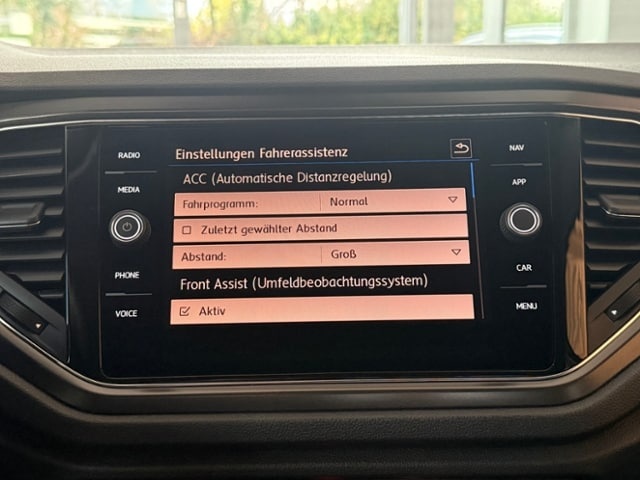 RADIO
MEDIA
PHONE
VOICE
Einstellungen Fahrerassistenz
ACC (Automatische Distanzregelung)
Fahrprogramm: Normal
Zuletzt gewählter Abstand
Abstand: Groß
Front Assist (Umfeldbeobachtungssystem)
Aktiv
NAV
APP
CAR
MENU